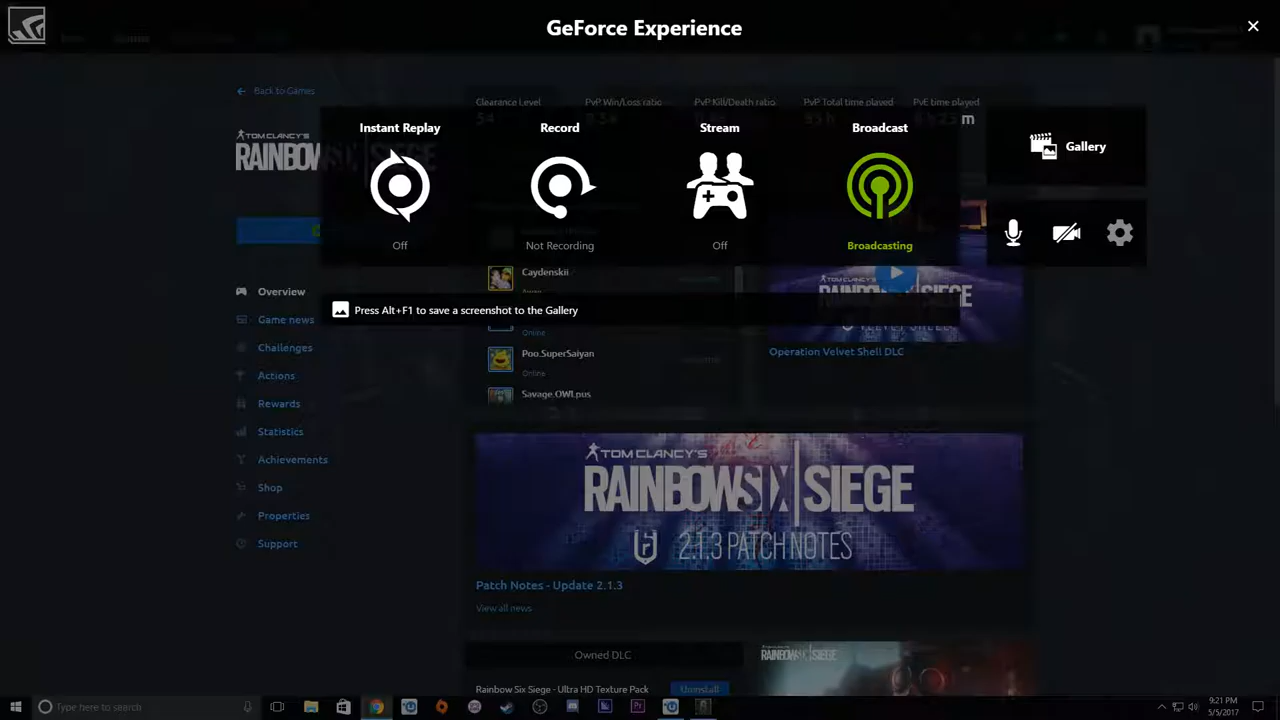 GeForce Experience
Back to Games
Clearance Level
PvP Win/Loss ratio
PvP Kill/Death ratio
PvP Total time played
PvE time played
54
m
TOM CLANCY'S
RAINBOW
Instant Replay
Off
Record
Not Recording
Stream
Off
Broadcast
Broadcasting
Gallery
Press Alt+F1 to save a screenshot to the Gallery
Caydenskii
Online
Poo.SuperSaiyan
Online
Savage.OWLpus
TOM CLANCY'S
Operation Velvet Shell DLC
Overview
Game news
Challenges
Actions
Rewards
Statistics
Achievements
Shop
Properties
Support
TOM CLANCY'S
RAINBOW SIX | SIEGE
2.1.3 PATCH NOTES
Patch Notes - Update 2.1.3
View all news
Owned DLC
Rainbow Six Siege - Ultra HD Texture Pack
Uninstall
RAINBOWSIX SIEGE
Type here to search
9:21 PM
5/5/2017